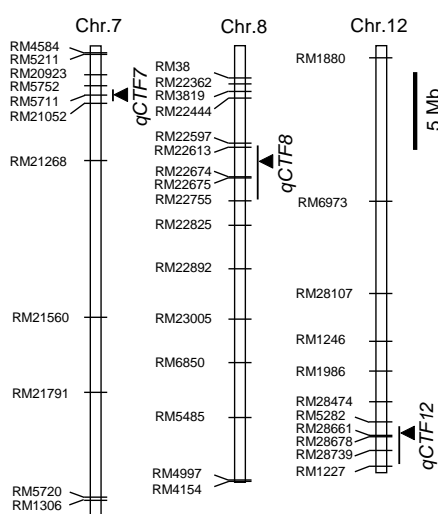 Chr.7
RM4584
RM5211
RM20923
RM5752
RM5711
RM21052
RM21268
RM21560
RM21791
RM5720
RM1306
qCTF7
Chr.8
RM38
RM22362
RM3819
RM22444
RM22597
RM22613
RM22674
RM22675
RM22755
RM22825
RM22892
RM23005
RM6850
RM5485
RM4997
RM4154
qCTF8
Chr.12
RM1880
RM6973
RM28107
RM1246
RM1986
RM28474
RM5282
RM28661
RM28678
RM28739
RM1227
qCTF12
5 Mb